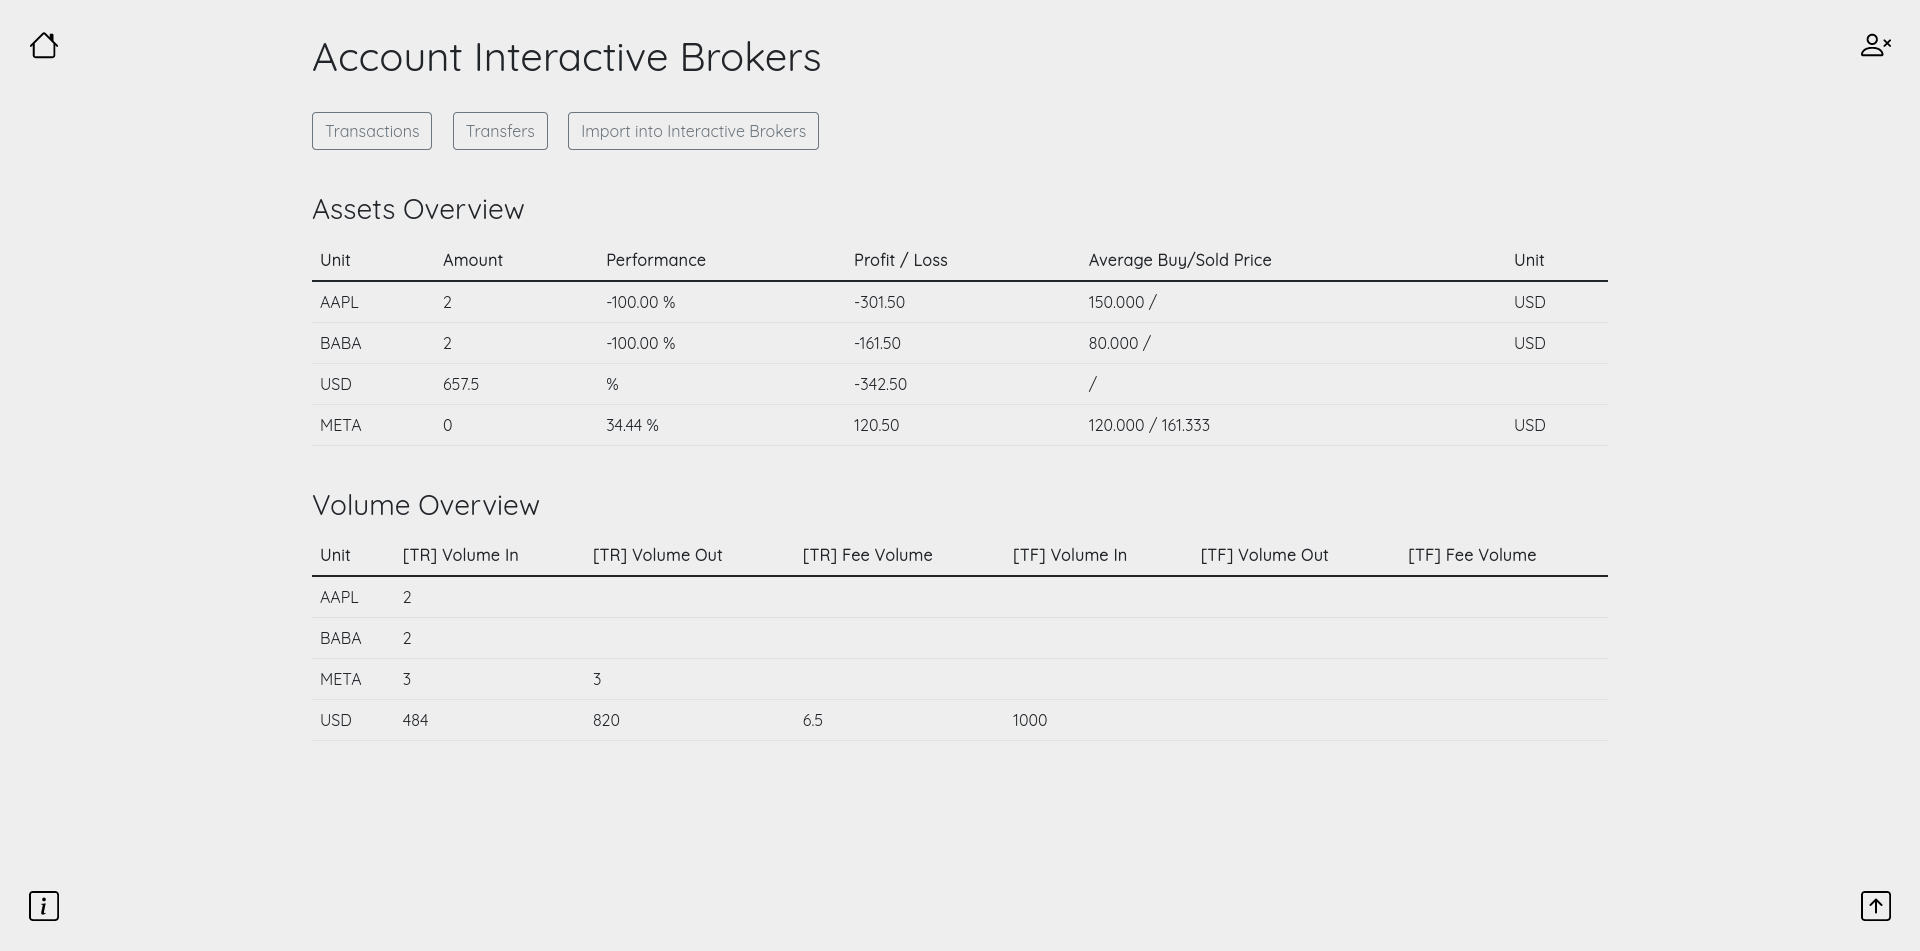 Account Interactive Brokers
Transactions Transfers Import into Interactive Brokers
Assets Overview
Unit Amount Performance Profit / Loss Average Buy/Sold Price Unit
AAPL 2 -100.00 % -301.50 150.000 / USD
BABA 2 -100.00 % -161.50 80.000 / USD
USD 657.5 % -342.50 /
META 0 34.44 % 120.50 120.000 / 161.333 USD
Volume Overview
Unit [TR] Volume In [TR] Volume Out [TR] Fee Volume [TF] Volume In [TF] Volume Out [TF] Fee Volume
AAPL 2
BABA 2
META 3 3
USD 484 820 6.5 1000